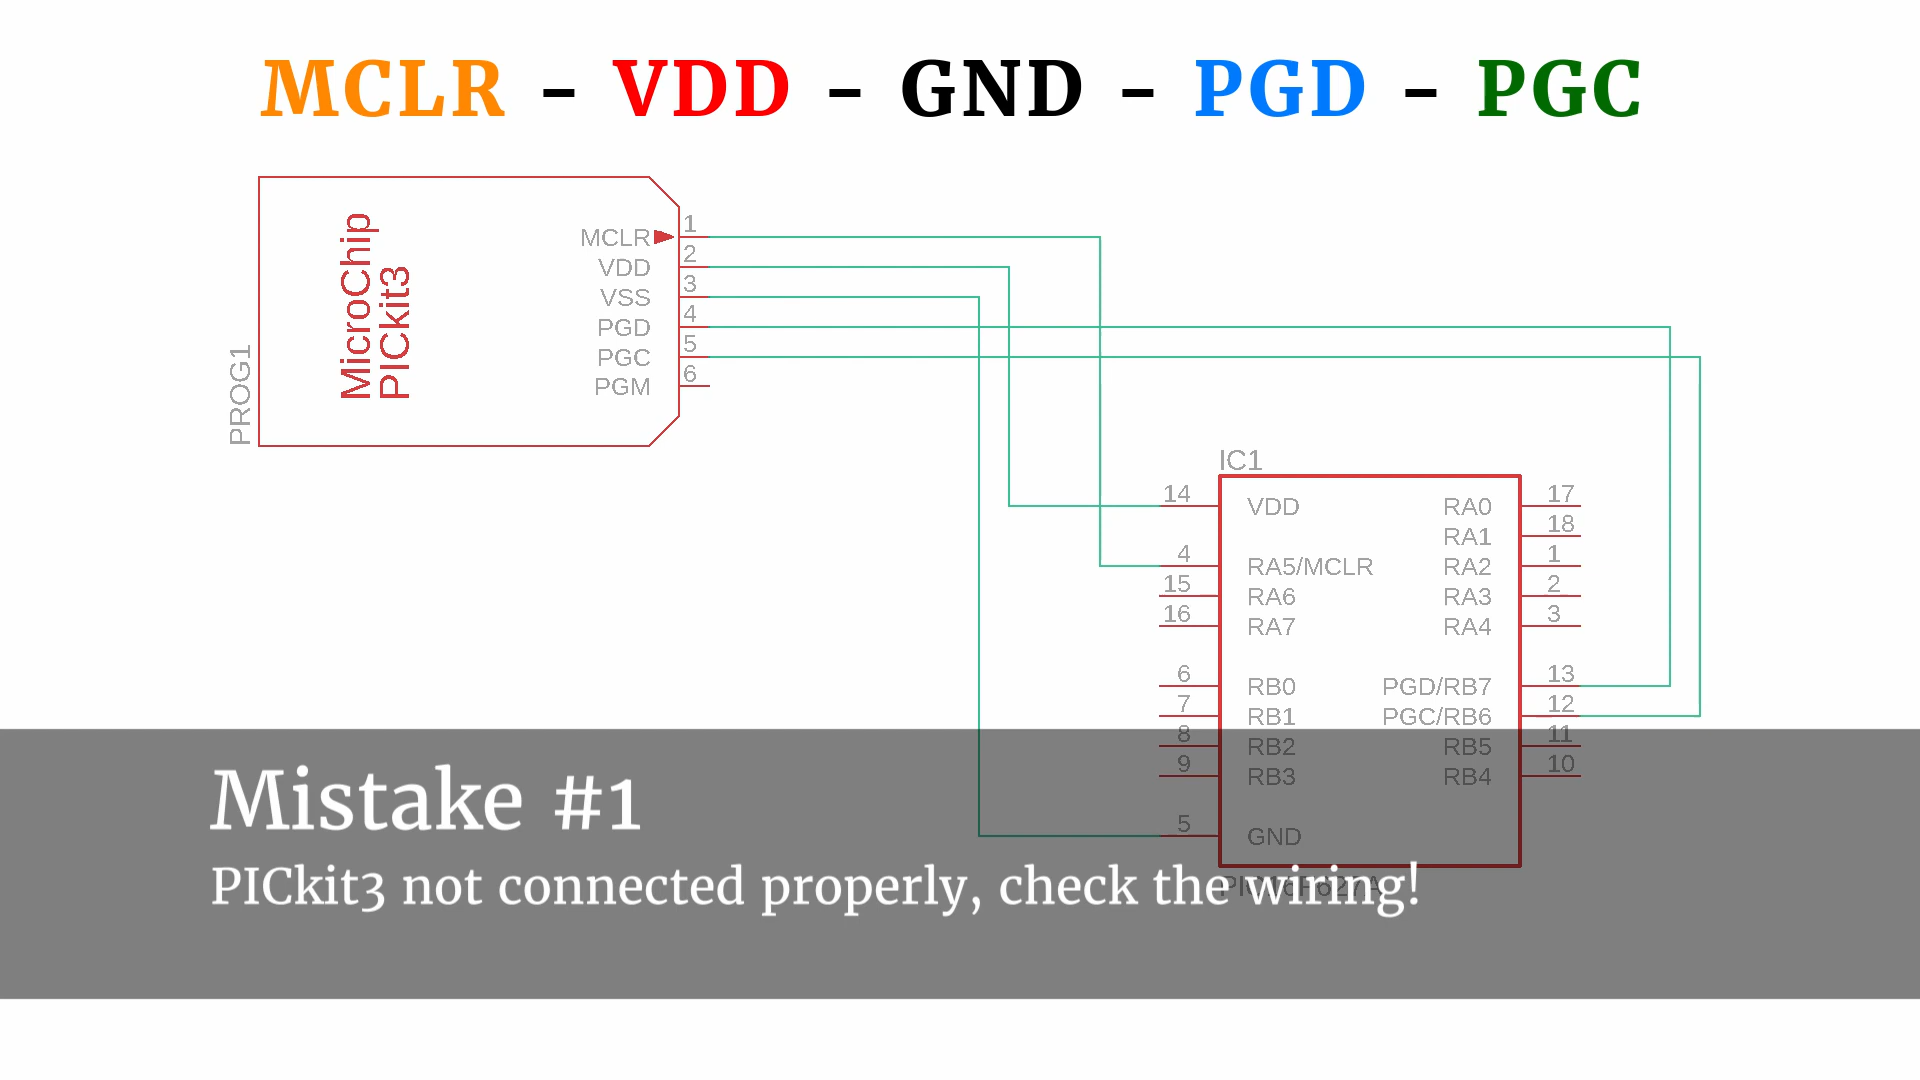 MCLR – VDD – GND – PGD – PGC
PROG1
MicroChip
PICkit3
MCLR 1
VDD 2
VSS 3
PGD 4
PGC 5
PGM 6
IC1
14 VDD RA0 17
RA1 18
4 RA5/MCLR RA2 1
15 RA6 RA3 2
16 RA7 RA4 3
6 RB0 PGD/RB7 13
7 RB1 PGC/RB6 12
8 RB2 RB5 11
9 RB3 RB4 10
5 GND
Mistake #1
PICkit3 not connected properly, check the wiring!